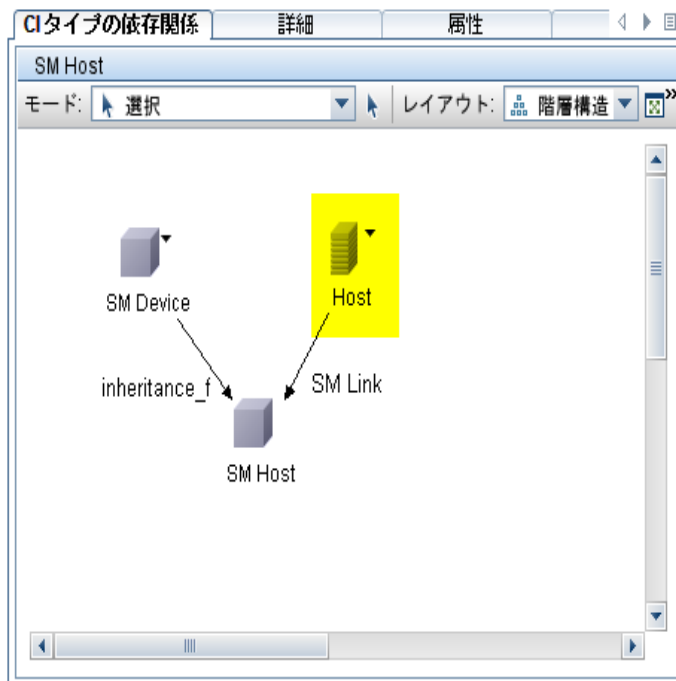 CIタイプの依存関係 詳細 属性
SM Host
モード: 選択 レイアウト: 階層構造 »
SM Device
Host
inheritance_f
SM Link
SM Host